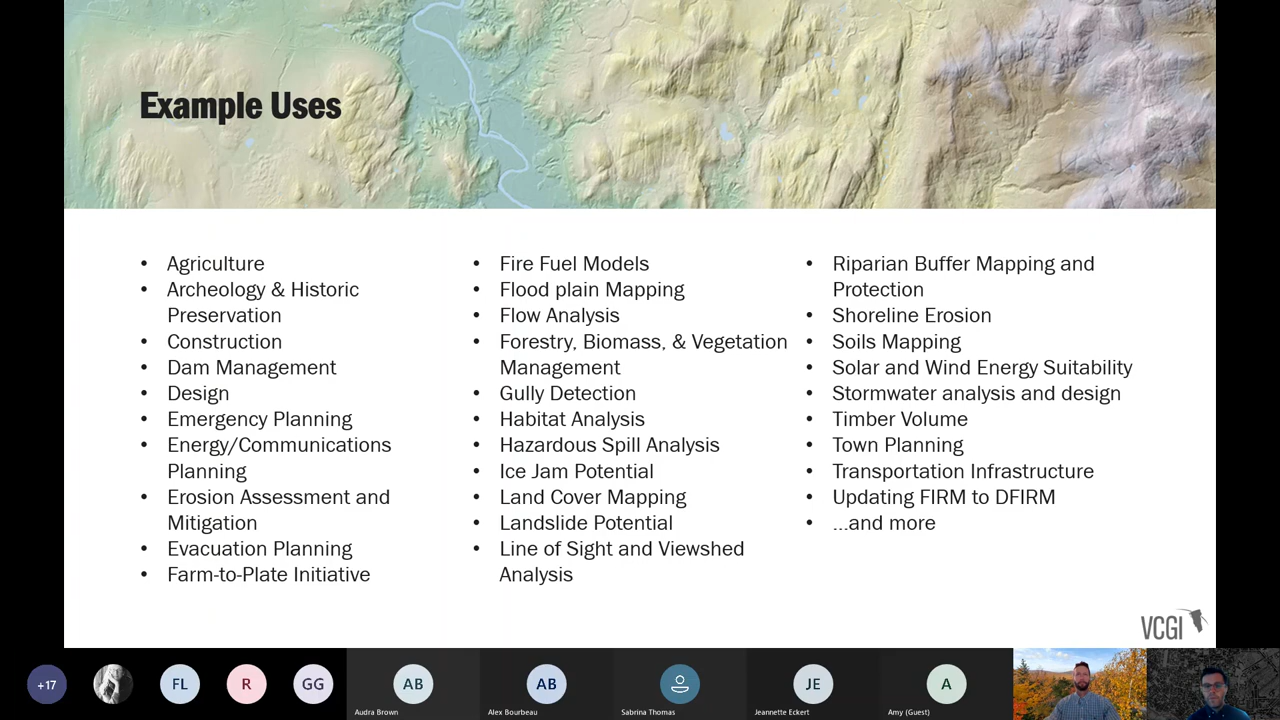 Example Uses
• Agriculture
• Archeology & Historic
Preservation
• Construction
• Dam Management
• Design
• Emergency Planning
• Energy/Communications
Planning
• Erosion Assessment and
Mitigation
• Evacuation Planning
• Farm-to-Plate Initiative
• Fire Fuel Models
• Flood plain Mapping
• Flow Analysis
• Forestry, Biomass, & Vegetation
Management
• Gully Detection
• Habitat Analysis
• Hazardous Spill Analysis
• Ice Jam Potential
• Land Cover Mapping
• Landslide Potential
• Line of Sight and Viewshed
Analysis
• Riparian Buffer Mapping and
Protection
• Shoreline Erosion
• Soils Mapping
• Solar and Wind Energy Suitability
• Stormwater analysis and design
• Timber Volume
• Town Planning
• Transportation Infrastructure
• Updating FIRM to DFIRM
• ...and more
VCGI
+17
FL
R
GG
AB
Audra Brown
AB
Alex Bourbeau
Sabrina Thomas
JE
Jeannette Eckert
A
Amy (Guest)